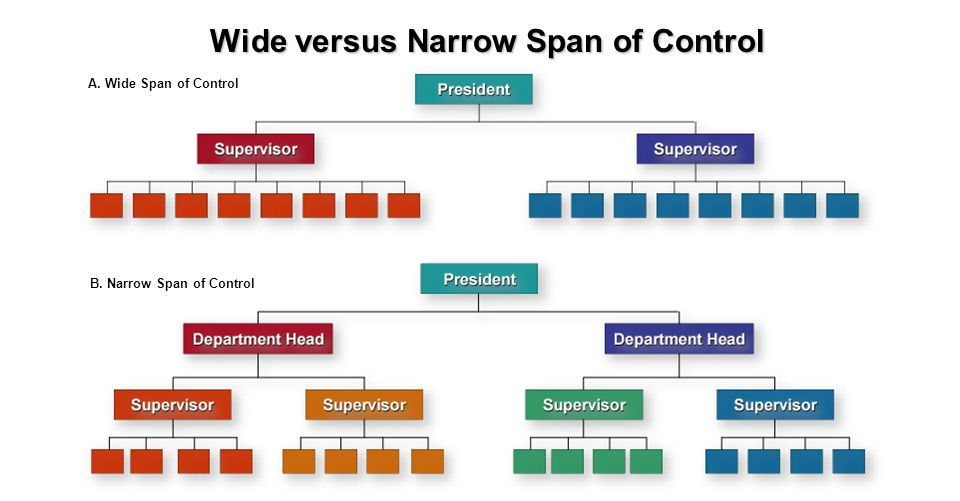 Wide versus Narrow Span of Control
A. Wide Span of Control
President
Supervisor
Supervisor
B. Narrow Span of Control
President
Department Head
Department Head
Supervisor
Supervisor
Supervisor
Supervisor